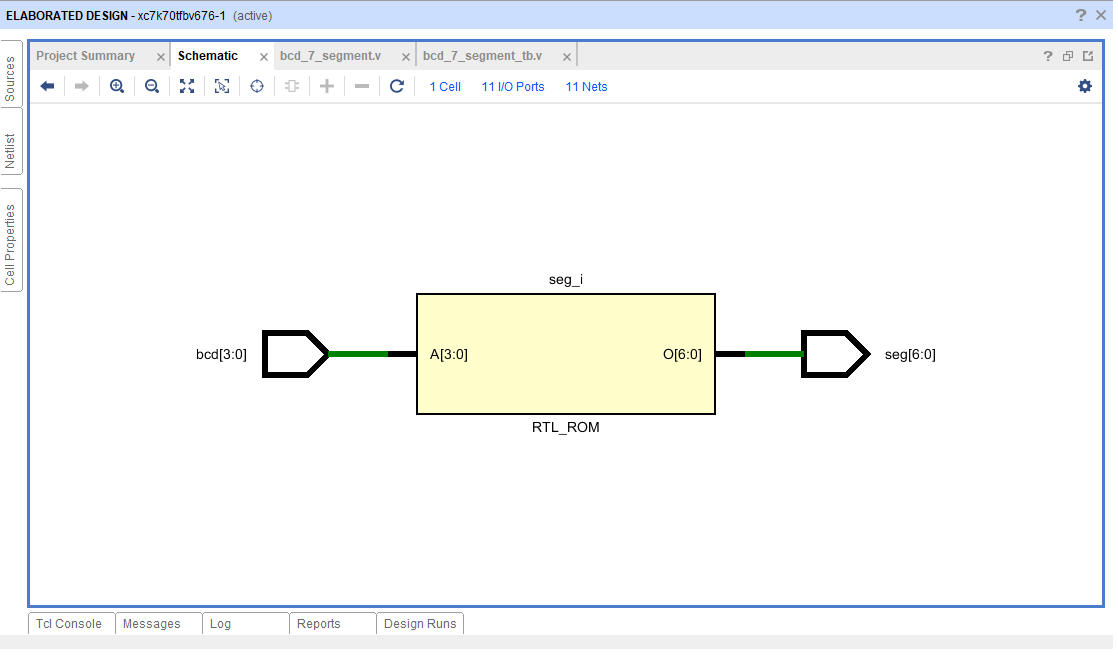 ELABORATED DESIGN - xc7k70tfbv676-1 (active)
Project Summary
Schematic
bcd_7_segment.v
bcd_7_segment_tb.v
1 Cell
11 I/O Ports
11 Nets
Sources
Netlist
Cell Properties
seg_i
bcd[3:0]
A[3:0]
O[6:0]
seg[6:0]
RTL_ROM
Tcl Console
Messages
Log
Reports
Design Runs